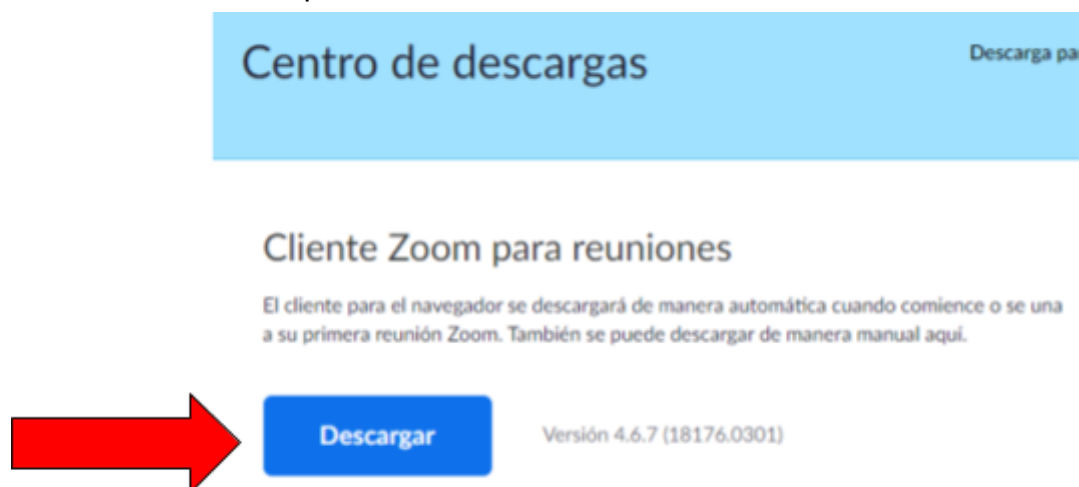 Centro de descargas
Descarga par
Cliente Zoom para reuniones
El cliente para el navegador se descargará de manera automática cuando comience o se una
a su primera reunión Zoom. También se puede descargar de manera manual aquí.
Descargar
Versión 4.6.7 (18176.0301)